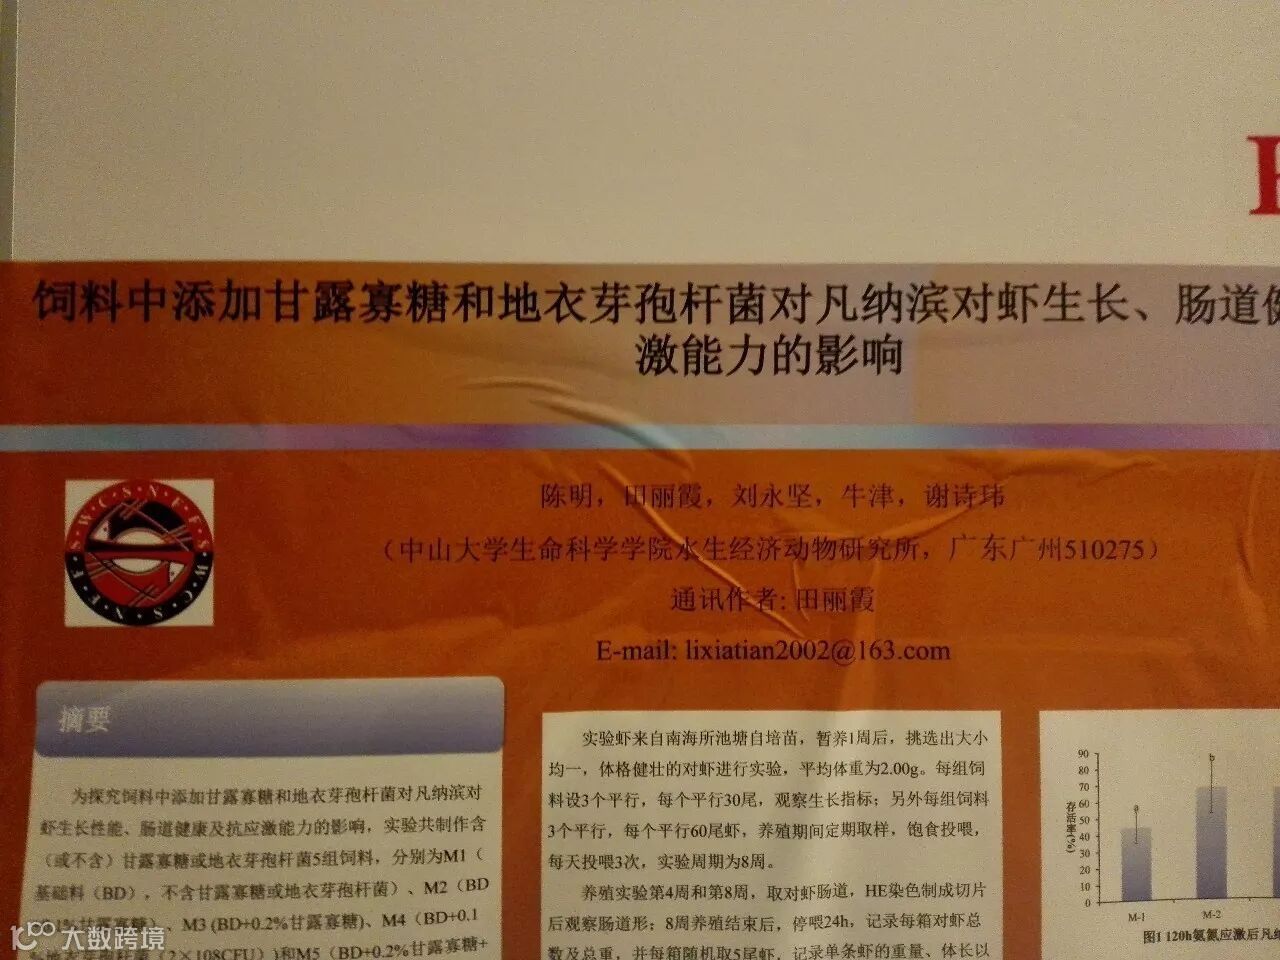 饲料中添加甘露寡糖和地衣芽孢杆菌对凡纳滨对虾生长、肠道健
激能力的影响
W·C·S·N·F·F·S
陈明，田丽霞，刘永坚，牛津，谢诗玮
（中山大学生命科学学院水生经济动物研究所，广东广州510275）
通讯作者: 田丽霞
E-mail: lixiatian2002@163.com
摘要
为探究饲料中添加甘露寡糖和地衣芽孢杆菌对凡纳滨对
虾生长性能、肠道健康及抗应激能力的影响，实验共制作含
（或不含）甘露寡糖或地衣芽孢杆菌5组饲料，分别为M1（
基础料（BD），不含甘露寡糖或地衣芽孢杆菌）、M2（BD
1%甘露寡糖）、M3 (BD+0.2%甘露寡糖)、M4（BD+0.1
%地衣芽孢杆菌（2×108CFU）)和M5（BD+0.2%甘露寡糖+
实验虾来自南海所池塘自培苗，暂养1周后，挑选出大小
均一，体格健壮的对虾进行实验，平均体重为2.00g。每组饲
料设3个平行，每个平行30尾，观察生长指标；另外每组饲料
3个平行，每个平行60尾虾，养殖期间定期取样，饱食投喂，
每天投喂3次，实验周期为8周。
养殖实验第4周和第8周，取对虾肠道，HE染色制成切片
后观察肠道形；8周养殖结束后，停喂24h，记录每箱对虾总
数及总重，并每箱随机取5尾虾，记录单条虾的重量、体长以
存活率(%)
90
80
70
60
50
40
30
20
10
0
a
b
M-1
M-2
图1 120h氨氮应激后凡纳
大数跨境